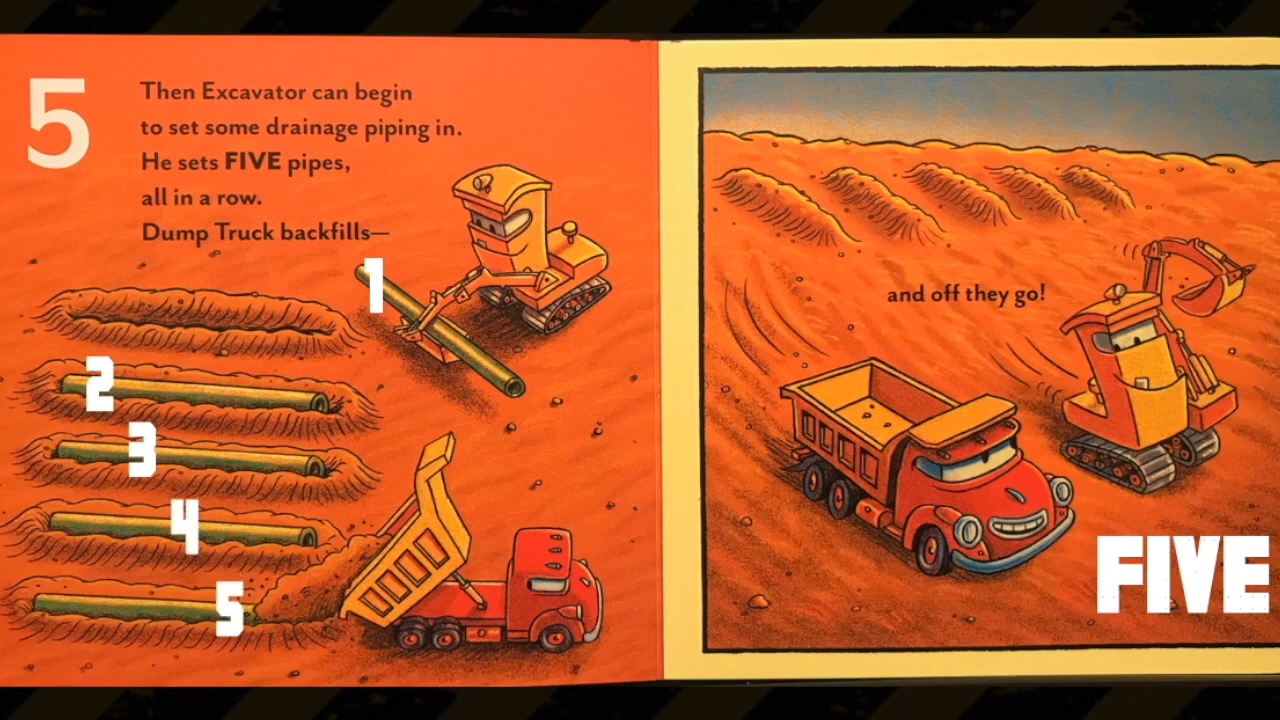 5
Then Excavator can begin
to set some drainage piping in.
He sets FIVE pipes,
all in a row.
Dump Truck backfills—
1
2
3
4
5
and off they go!
FIVE